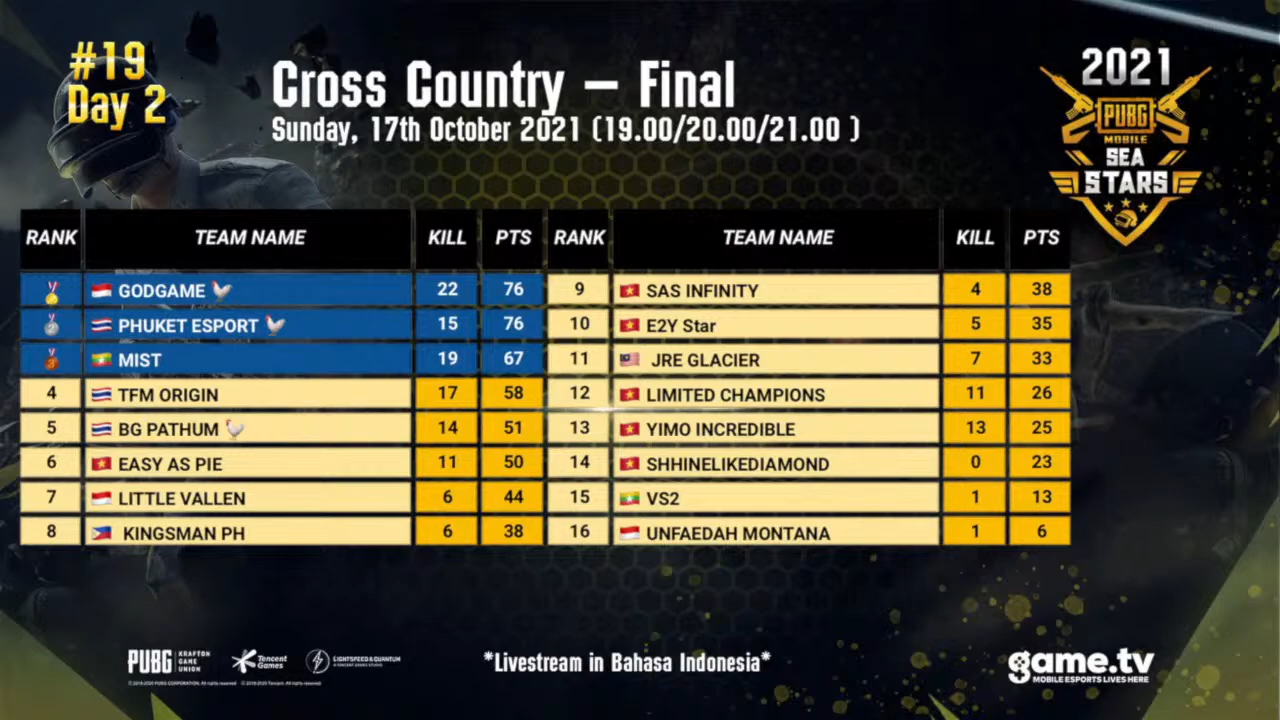 #19
Day 2
Cross Country – Final
Sunday, 17th October 2021 (19.00/20.00/21.00 )
2021
PUBG
MOBILE
SEA
STARS
RANK TEAM NAME KILL PTS RANK TEAM NAME KILL PTS
GODGAME 22 76 9 SAS INFINITY 4 38
PHUKET ESPORT 15 76 10 E2Y Star 5 35
3 MIST 19 67 11 JRE GLACIER 7 33
4 TFM ORIGIN 17 58 12 LIMITED CHAMPIONS 11 26
5 BG PATHUM 14 51 13 YIMO INCREDIBLE 13 25
6 EASY AS PIE 11 50 14 SHHINELIKEDIAMOND 0 23
7 LITTLE VALLEN 6 44 15 VS2 1 13
8 KINGSMAN PH 6 38 16 UNFAEDAH MONTANA 1 6
PUBG KRAFTON GAME UNION Tencent Games LIGHTSPEED & QUANTUM
*Livestream in Bahasa Indonesia*
game.tv
MOBILE ESPORTS LIVES HERE